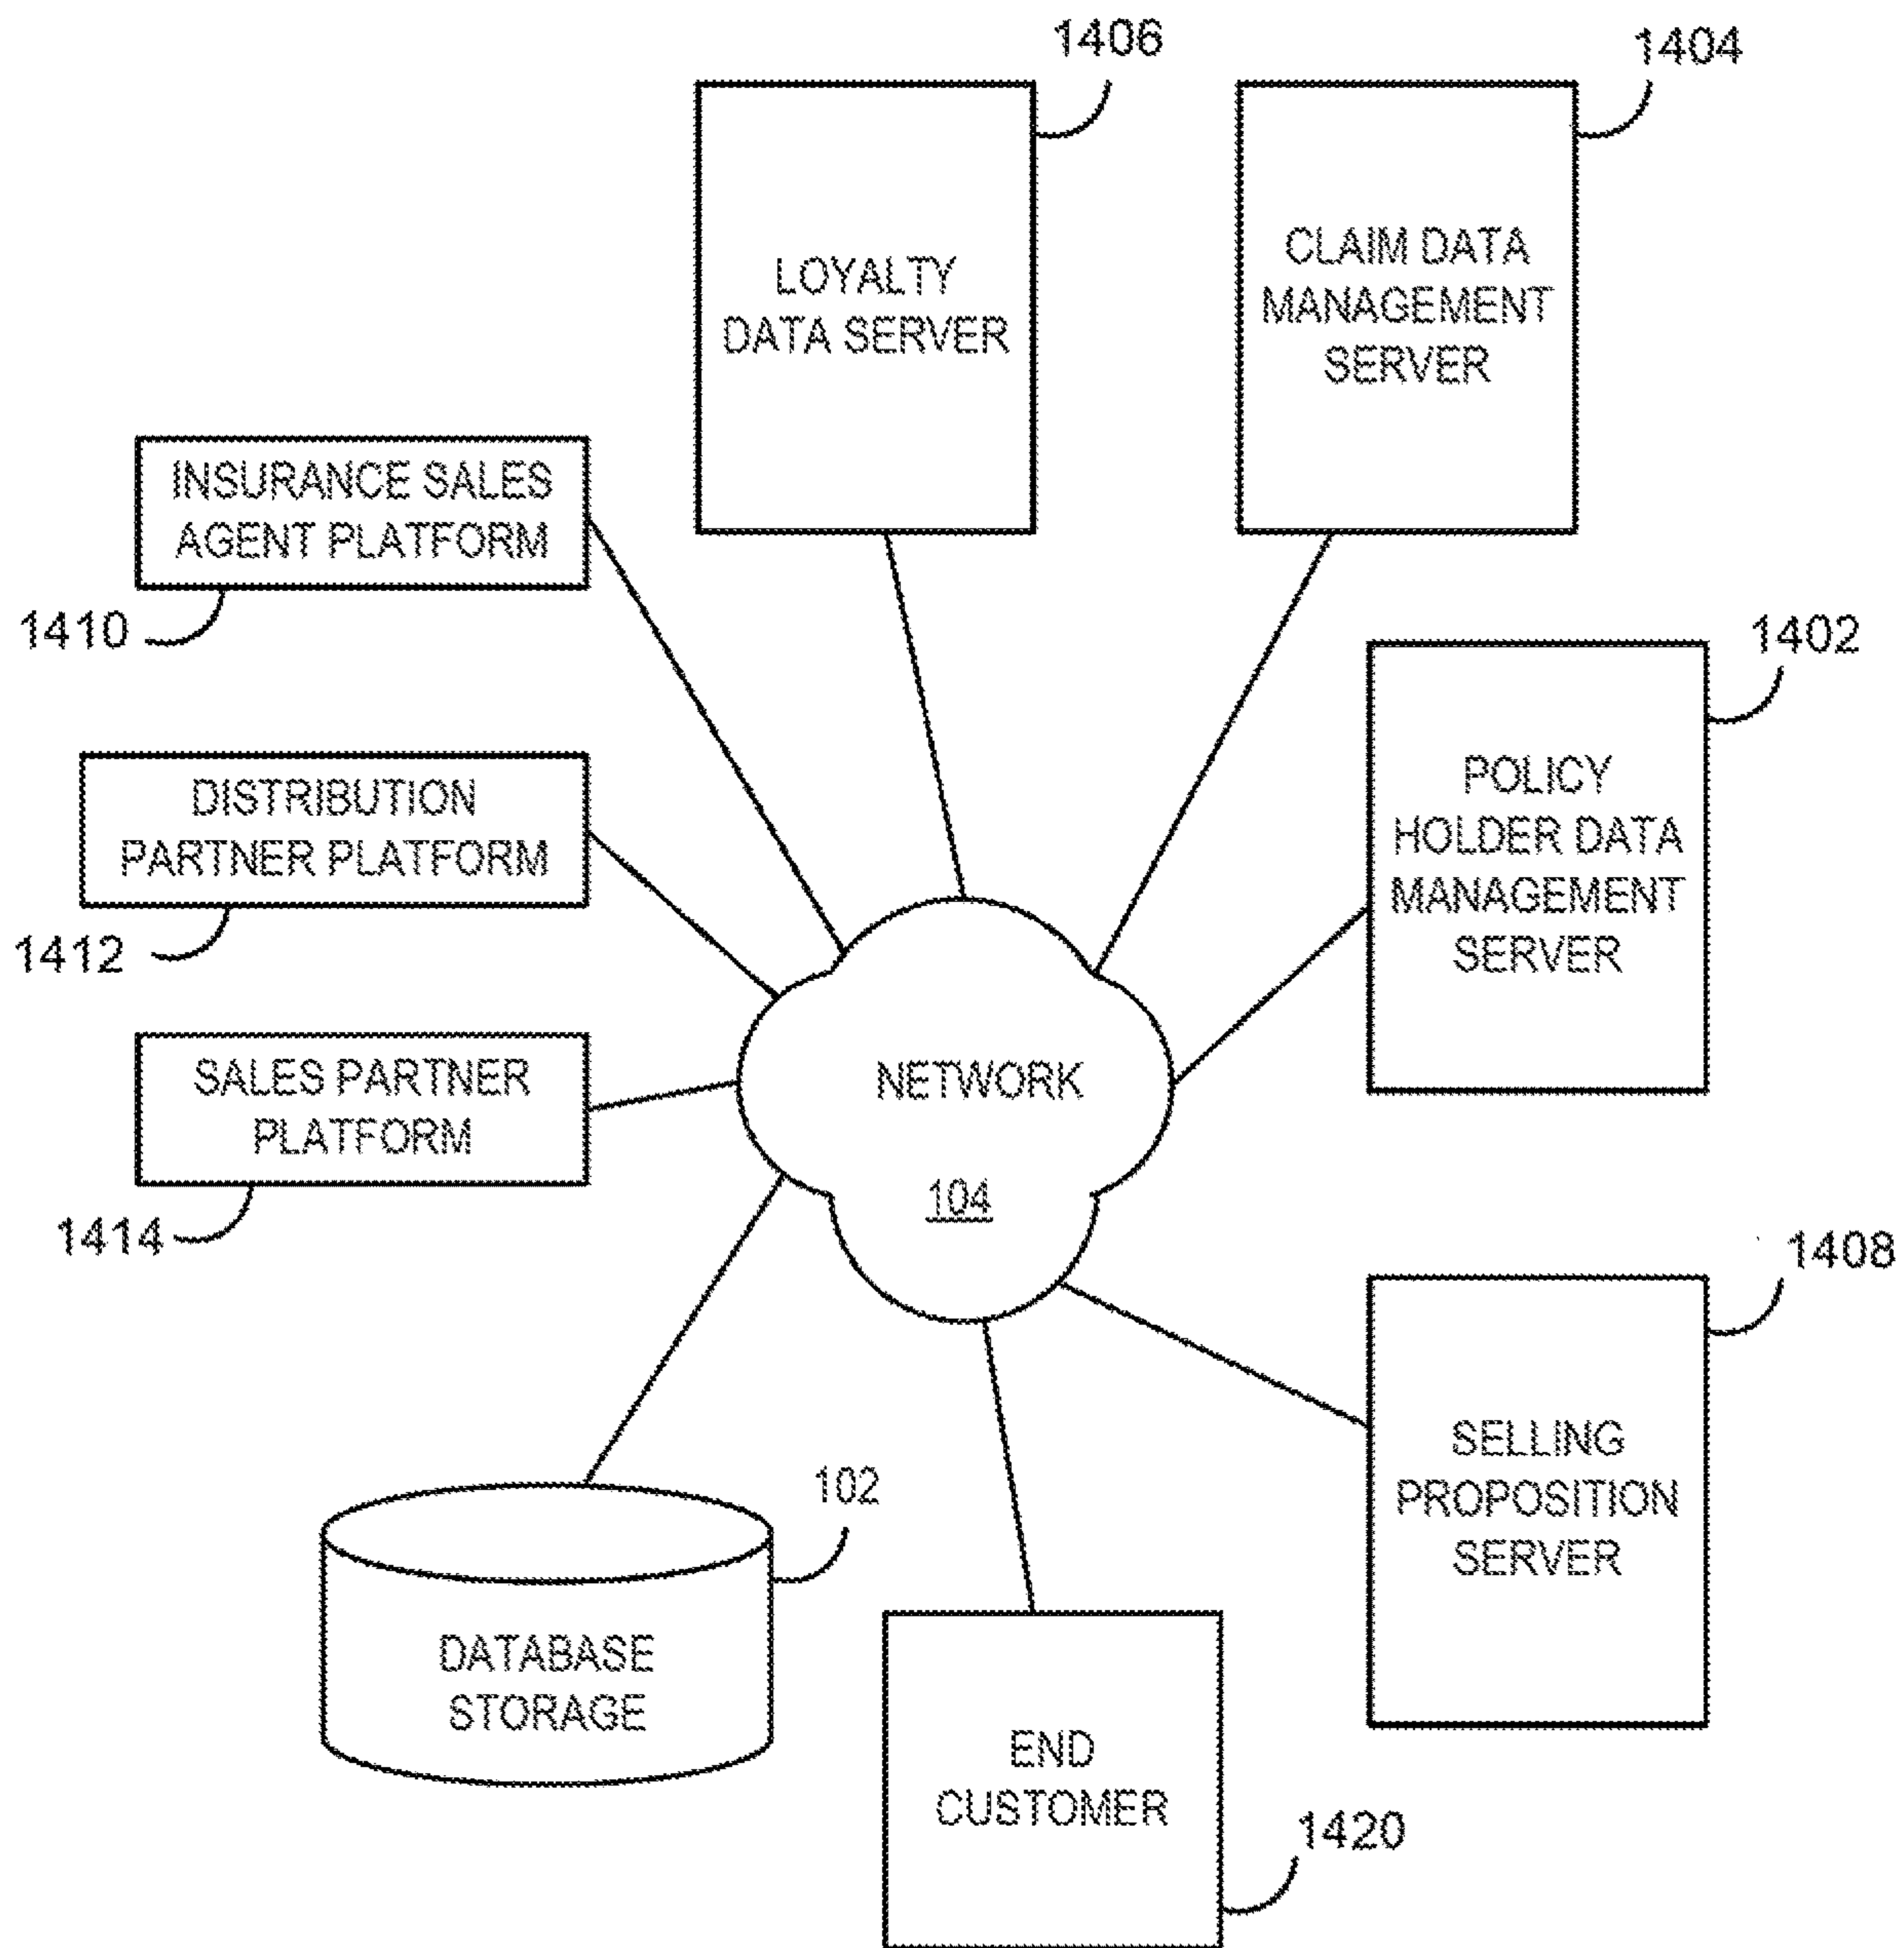 1406
1404
LOYALTY
DATA SERVER
CLAIM DATA
MANAGEMENT
SERVER
INSURANCE SALES
AGENT PLATFORM
1410
1402
DISTRIBUTION
PARTNER PLATFORM
1412
POLICY
HOLDER DATA
MANAGEMENT
SERVER
SALES PARTNER
PLATFORM
1414
NETWORK
104
1408
SELLING
PROPOSITION
SERVER
102
DATABASE
STORAGE
END
CUSTOMER
1420